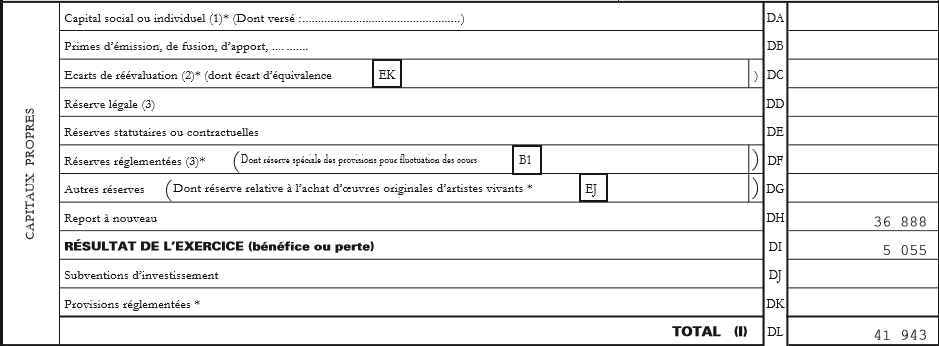 Capital social ou individuel (1)* (Dont versé :................................................) DA
Primes d'émission, de fusion, d'apport, .... ........ DB
Ecarts de réévaluation (2)* (dont écart d'équivalence EK ) DC
Réserve légale (3) DD
Réserves statutaires ou contractuelles DE
Réserves réglementées (3)* (Dont réserve spéciale des provisions pour fluctuation des cours B1 ) DF
Autres réserves (Dont réserve relative à l'achat d'œuvres originales d'artistes vivants * EJ ) DG
CAPITAUX PROPRES
Report à nouveau DH 36 888
RÉSULTAT DE L'EXERCICE (bénéfice ou perte) DI 5 055
Subventions d'investissement DJ
Provisions réglementées * DK
TOTAL (I) DL 41 943